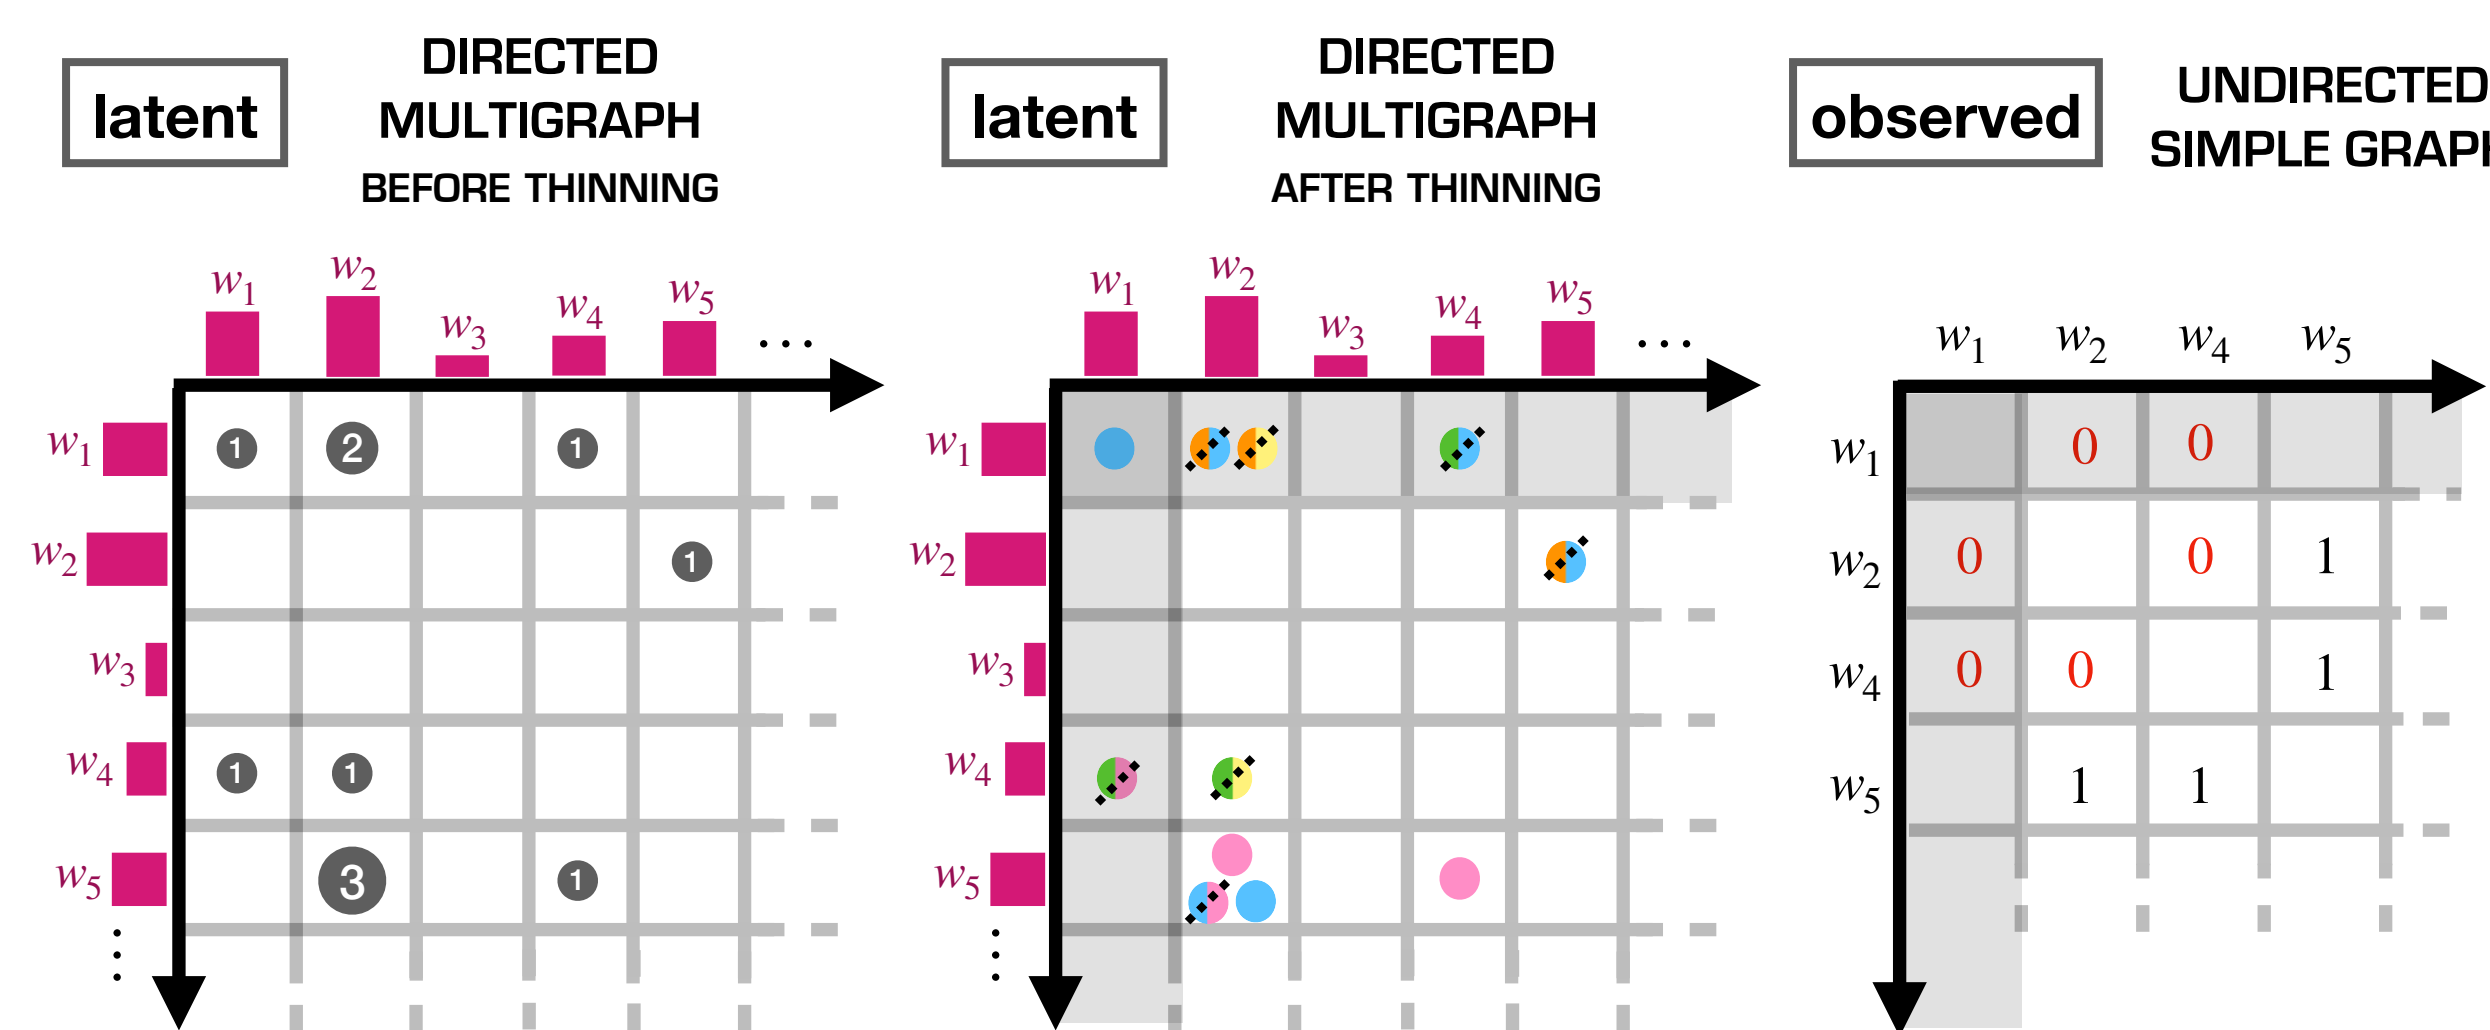 latent
DIRECTED
MULTIGRAPH
BEFORE THINNING
w1 w2 w3 w4 w5 ...
w1 1 2 1
w2 1
w3
w4 1 1
w5 3 1
⋮
latent
DIRECTED
MULTIGRAPH
AFTER THINNING
w1 w2 w3 w4 w5 ...
w1
w2
w3
w4
w5
⋮
observed
UNDIRECTED
SIMPLE GRAPH
w1 w2 w4 w5
w1 0 0
w2 0 0 1
w4 0 0 1
w5 1 1